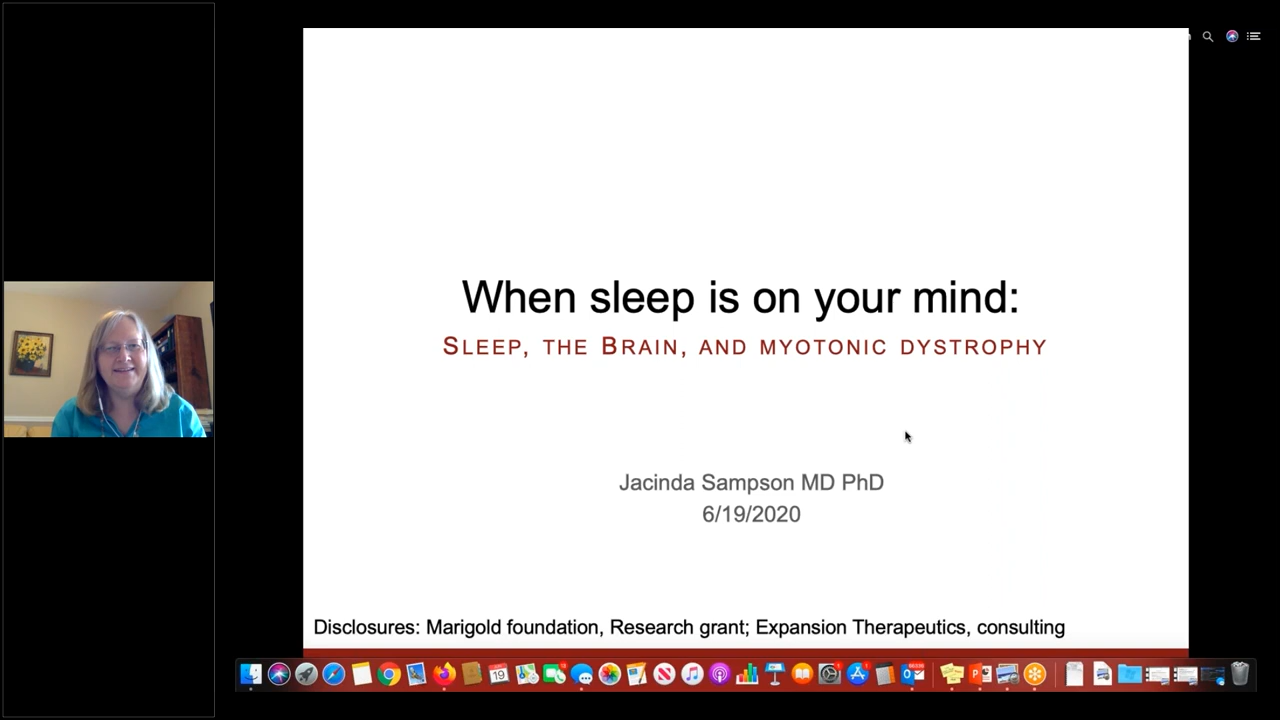 When sleep is on your mind:
SLEEP, THE BRAIN, AND MYOTONIC DYSTROPHY
Jacinda Sampson MD PhD
6/19/2020
Disclosures: Marigold foundation, Research grant; Expansion Therapeutics, consulting
19